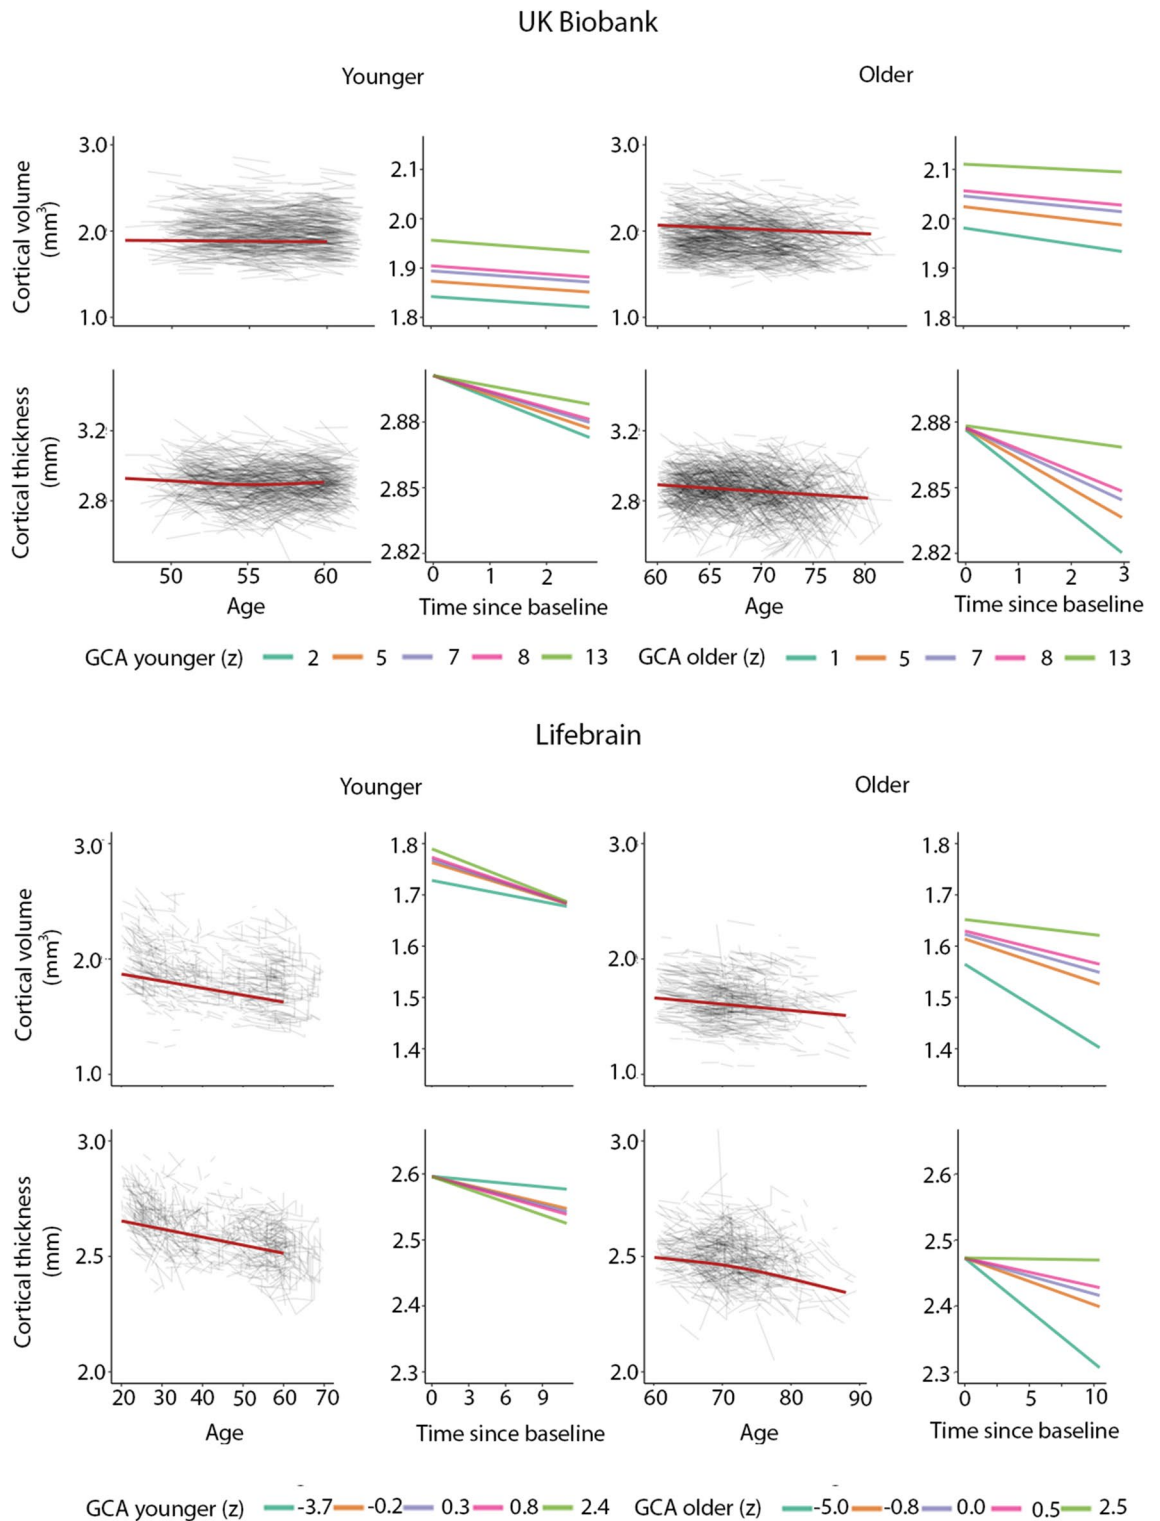 UK Biobank
Younger Older
Cortical volume (mm³)
3.0 2.0 1.0
2.1 2.0 1.9 1.8
3.0 2.0 1.0
2.1 2.0 1.9 1.8
Cortical thickness (mm)
3.2 2.8
2.88 2.85 2.82
3.2 2.8
2.88 2.85 2.82
50 55 60 0 1 2 60 65 70 75 80 0 1 2 3
Age Time since baseline Age Time since baseline
GCA younger (z) 2 5 7 8 13 GCA older (z) 1 5 7 8 13
Lifebrain
Younger Older
Cortical volume (mm³)
3.0 2.0 1.0
1.8 1.7 1.6 1.5 1.4
3.0 2.0 1.0
1.8 1.7 1.6 1.5 1.4
Cortical thickness (mm)
3.0 2.5 2.0
2.6 2.5 2.4 2.3
3.0 2.5 2.0
2.6 2.5 2.4 2.3
20 30 40 50 60 70 0 3 6 9 60 70 80 90 0 5 10
Age Time since baseline Age Time since baseline
GCA younger (z) -3.7 -0.2 0.3 0.8 2.4 GCA older (z) -5.0 -0.8 0.0 0.5 2.5